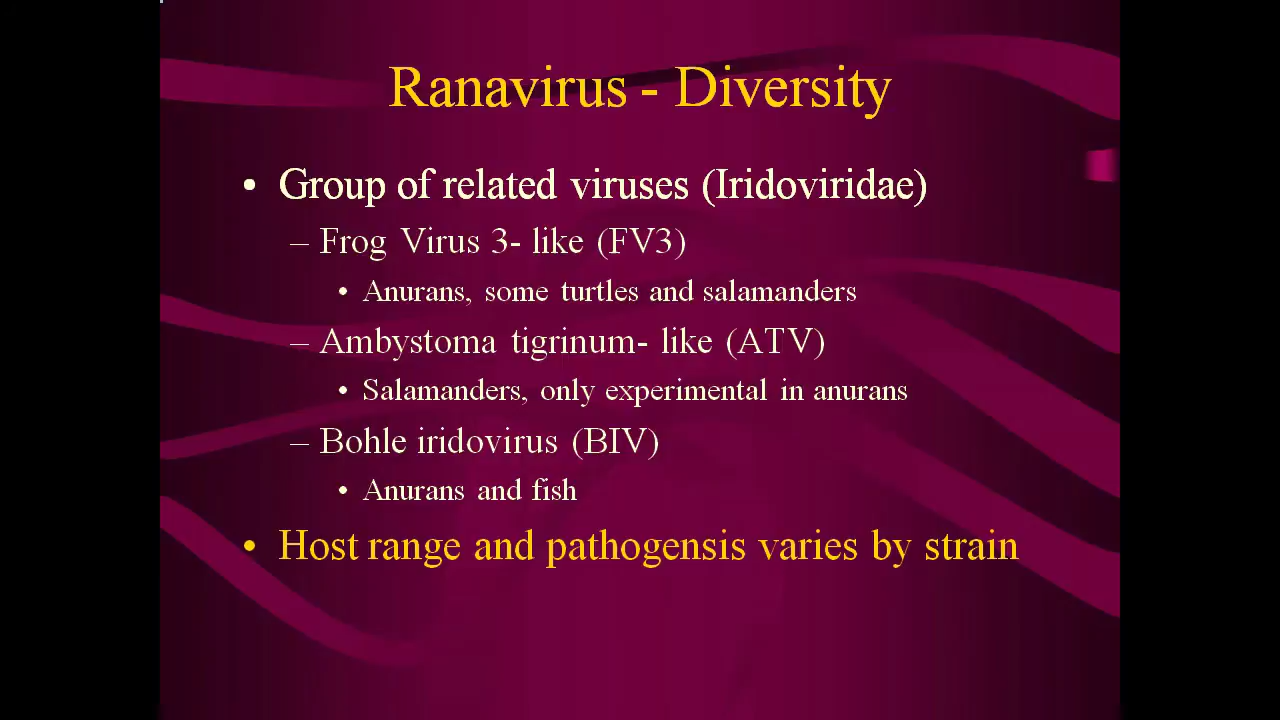 Ranavirus - Diversity
• Group of related viruses (Iridoviridae)
– Frog Virus 3- like (FV3)
• Anurans, some turtles and salamanders
– Ambystoma tigrinum- like (ATV)
• Salamanders, only experimental in anurans
– Bohle iridovirus (BIV)
• Anurans and fish
• Host range and pathogensis varies by strain